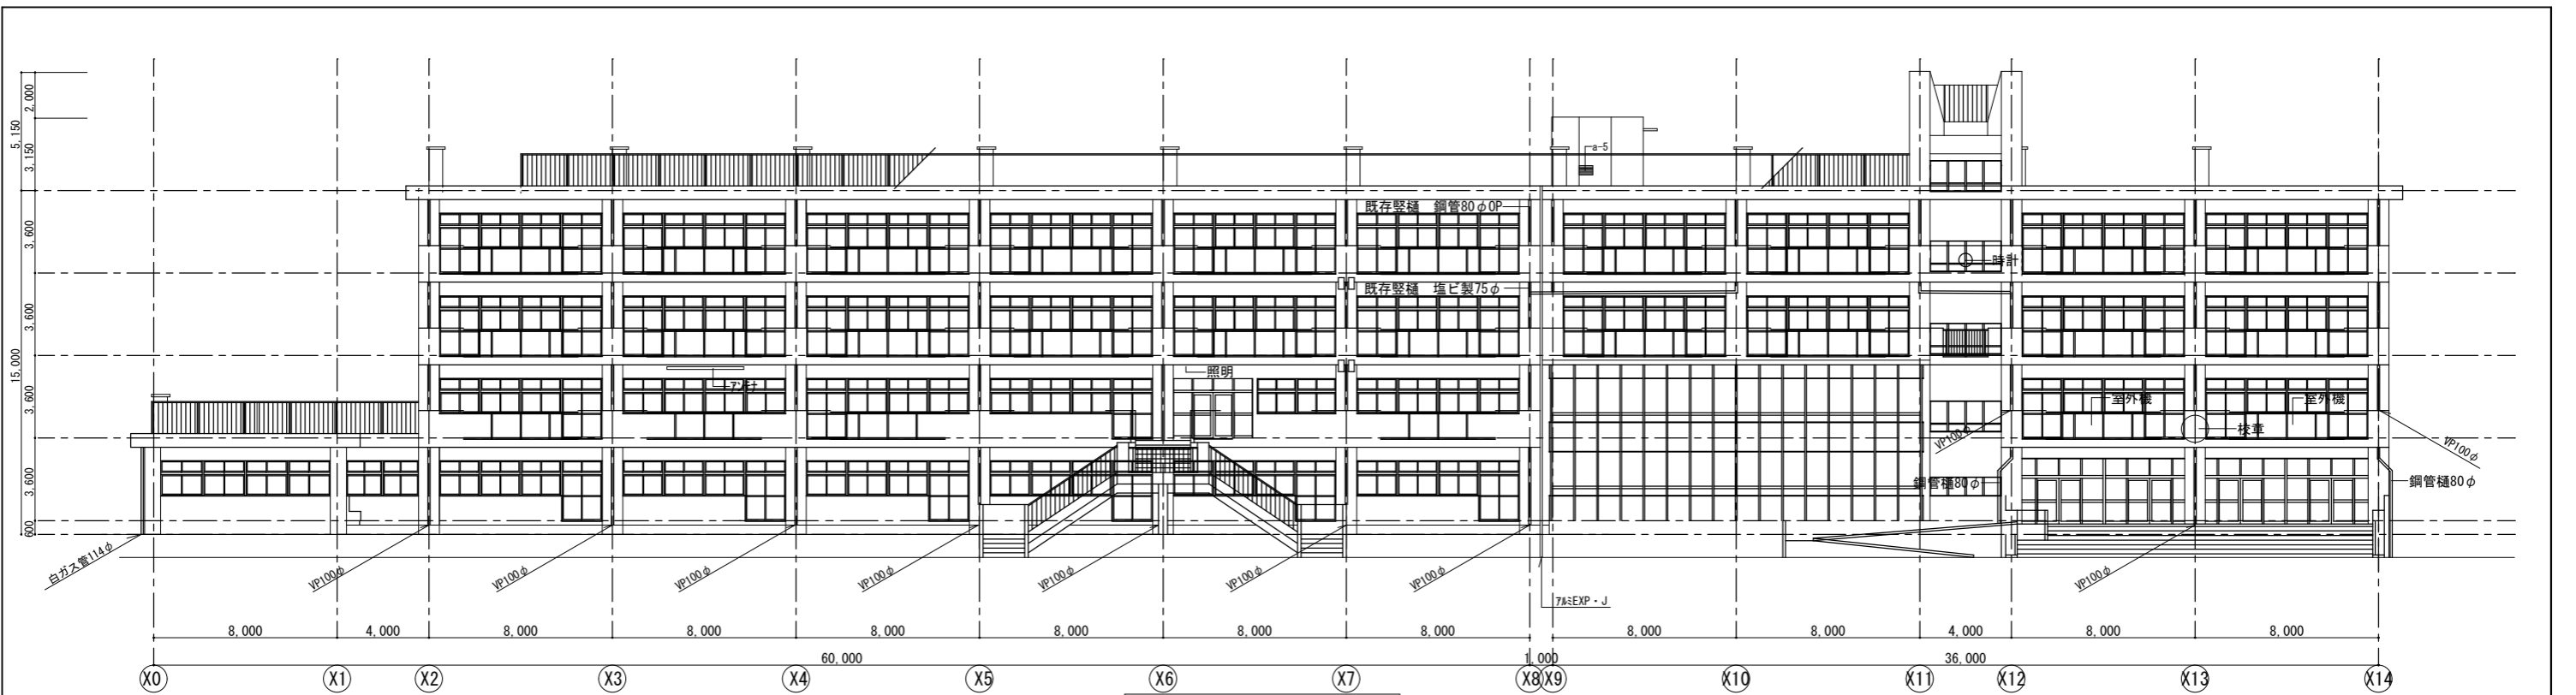 2,000
5,150
3,150
a-5
既存竪樋 鋼管80φOP
3,600
時計
既存竪樋 塩ビ製75φ
3,600
15,000
照明
ｱﾝﾃﾅ
3,600
室外機
室外機
校章
VP100φ
VP100φ
3,600
鋼管樋80φ
鋼管樋80φ
600
白ガス管114φ
VP100φ
VP100φ
VP100φ
VP100φ
VP100φ
VP100φ
VP100φ
VP100φ
ｱﾙﾐEXP・J
8,000 4,000 8,000 8,000 8,000 8,000 8,000 8,000 8,000 8,000 4,000 8,000 8,000
60,000 1,000 36,000
X0 X1 X2 X3 X4 X5 X6 X7 X8 X9 X10 X11 X12 X13 X14